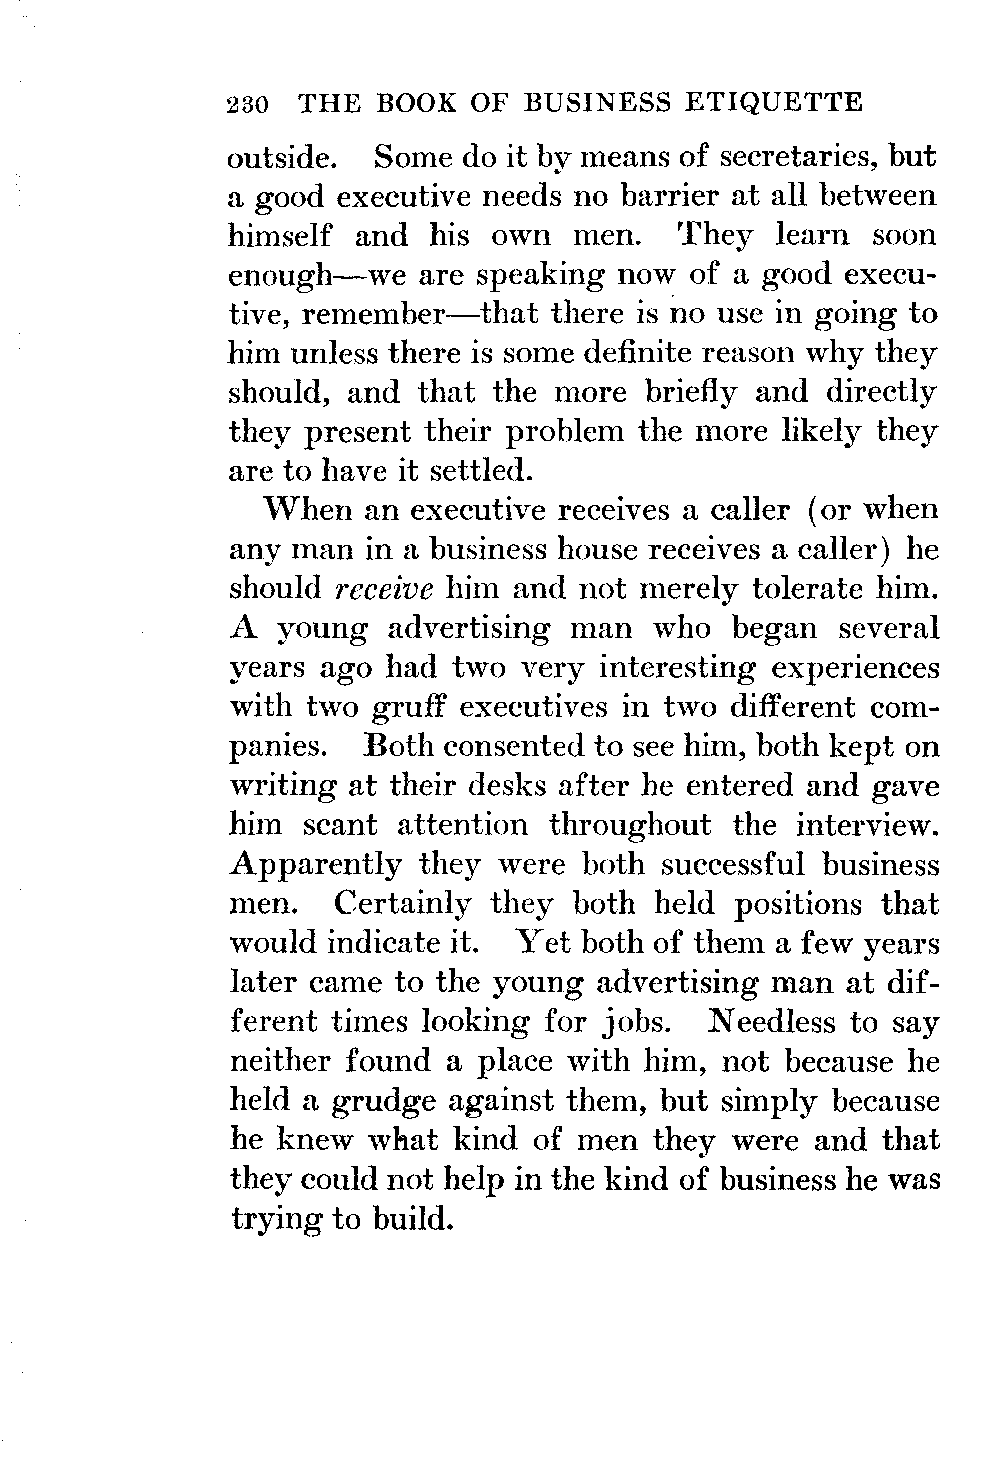 230 THE BOOK OF BUSINESS ETIQUETTE
outside. Some do it by means of secretaries, but
a good executive needs no barrier at all between
himself and his own men. They learn soon
enough—we are speaking now of a good execu-
tive, remember—that there is no use in going to
him unless there is some definite reason why they
should, and that the more briefly and directly
they present their problem the more likely they
are to have it settled.
When an executive receives a caller (or when
any man in a business house receives a caller) he
should receive him and not merely tolerate him.
A young advertising man who began several
years ago had two very interesting experiences
with two gruff executives in two different com-
panies. Both consented to see him, both kept on
writing at their desks after he entered and gave
him scant attention throughout the interview.
Apparently they were both successful business
men. Certainly they both held positions that
would indicate it. Yet both of them a few years
later came to the young advertising man at dif-
ferent times looking for jobs. Needless to say
neither found a place with him, not because he
held a grudge against them, but simply because
he knew what kind of men they were and that
they could not help in the kind of business he was
trying to build.